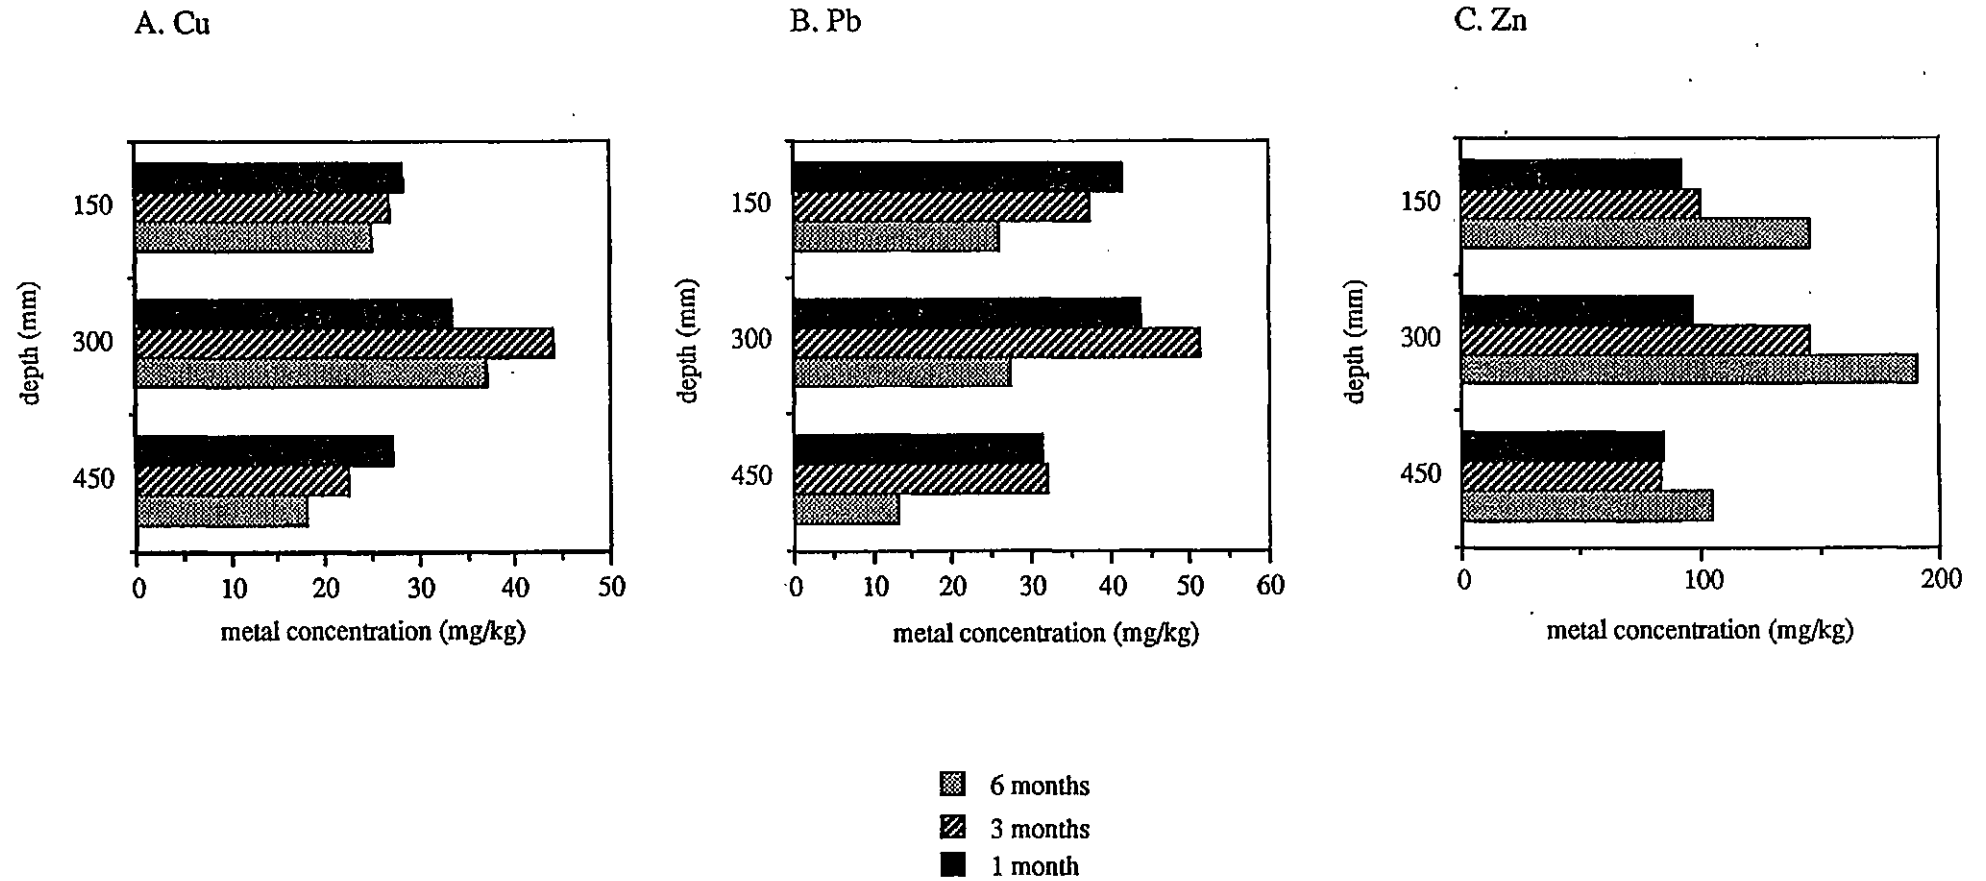 A. Cu
B. Pb
C. Zn
depth (mm)
150
300
450
0 10 20 30 40 50
metal concentration (mg/kg)
depth (mm)
150
300
450
0 10 20 30 40 50 60
metal concentration (mg/kg)
depth (mm)
150
300
450
0 100 200
metal concentration (mg/kg)
6 months
3 months
1 month